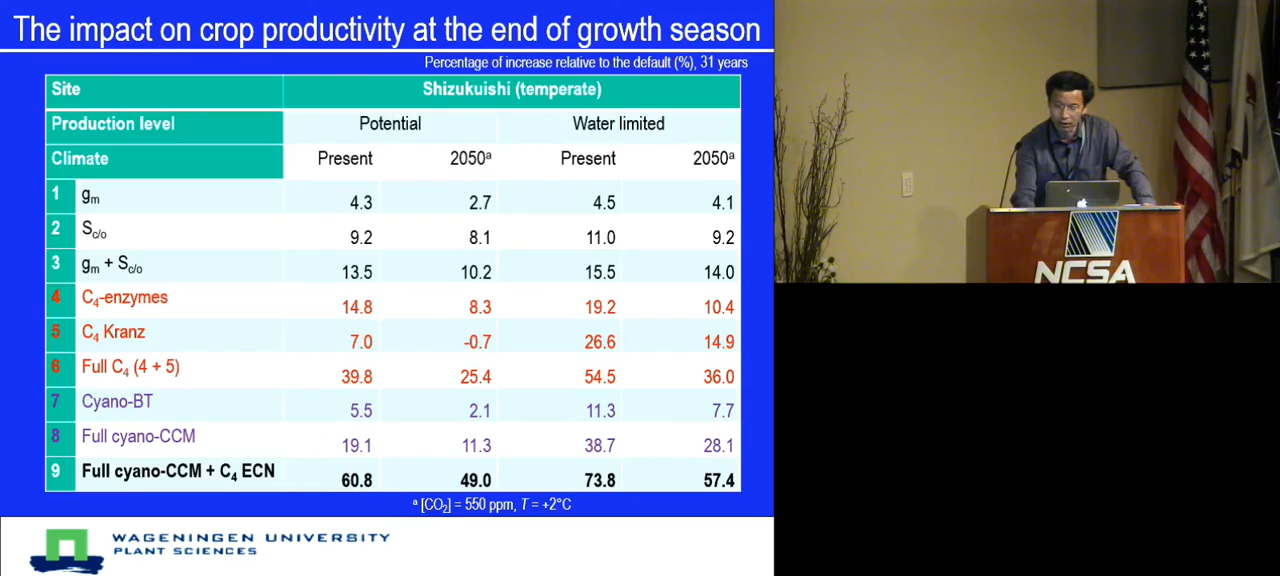 The impact on crop productivity at the end of growth season
Percentage of increase relative to the default (%), 31 years
Site Shizukuishi (temperate)
Production level Potential Water limited
Climate Present 2050ᵃ Present 2050ᵃ
1 gₘ 4.3 2.7 4.5 4.1
2 S꜀/ₒ 9.2 8.1 11.0 9.2
3 gₘ + S꜀/ₒ 13.5 10.2 15.5 14.0
4 C₄-enzymes 14.8 8.3 19.2 10.4
5 C₄ Kranz 7.0 -0.7 26.6 14.9
6 Full C₄ (4 + 5) 39.8 25.4 54.5 36.0
7 Cyano-BT 5.5 2.1 11.3 7.7
8 Full cyano-CCM 19.1 11.3 38.7 28.1
9 Full cyano-CCM + C₄ ECN 60.8 49.0 73.8 57.4
ᵃ [CO₂] = 550 ppm, T = +2°C
WAGENINGEN UNIVERSITY
PLANT SCIENCES
NCSA